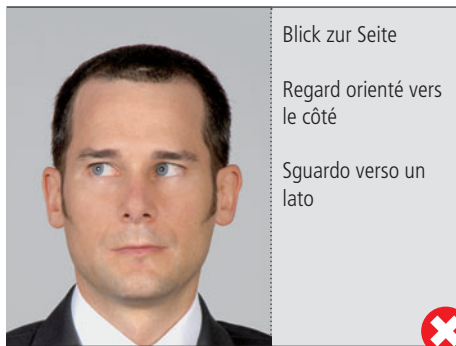 Blick zur Seite
Regard orienté vers
le côté
Sguardo verso un
lato